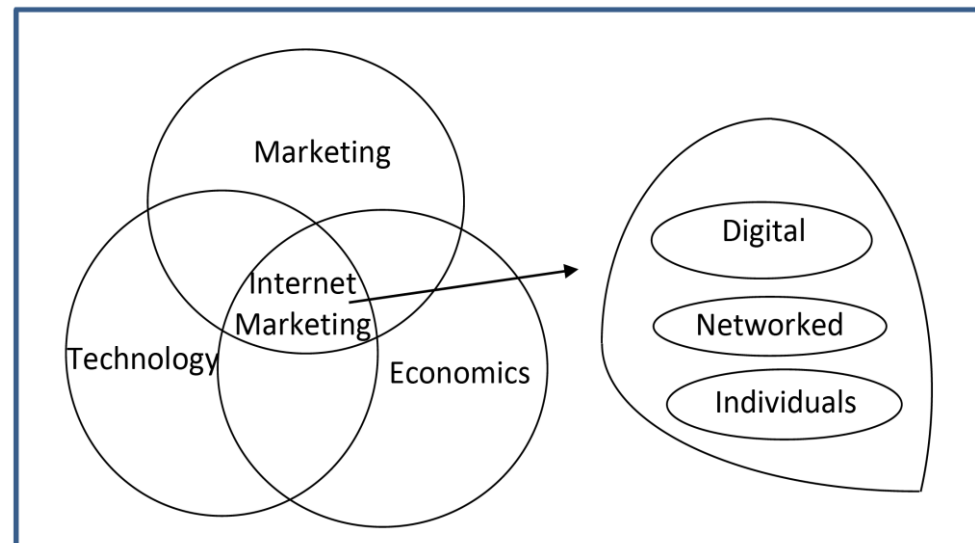 Marketing
Internet
Marketing
Technology
Economics
Digital
Networked
Individuals